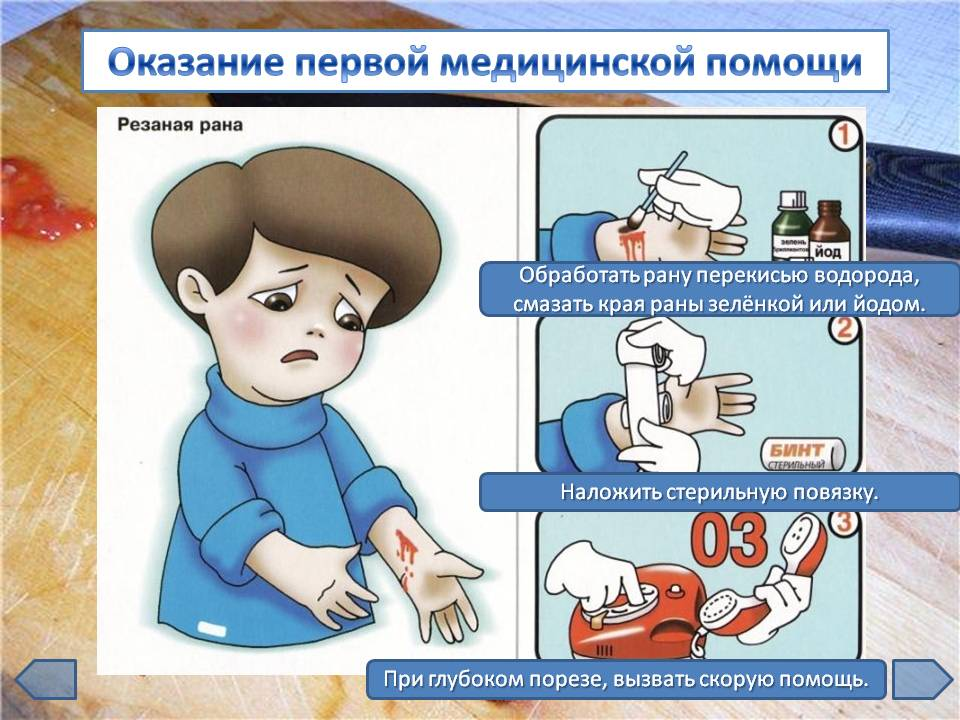 Оказание первой медицинской помощи
Резаная рана
1
зелень
бриллиантов
йод
Обработать рану перекисью водорода,
смазать края раны зелёнкой или йодом.
2
БИНТ
СТЕРИЛЬНЫЙ
Наложить стерильную повязку.
03
3
При глубоком порезе, вызвать скорую помощь.